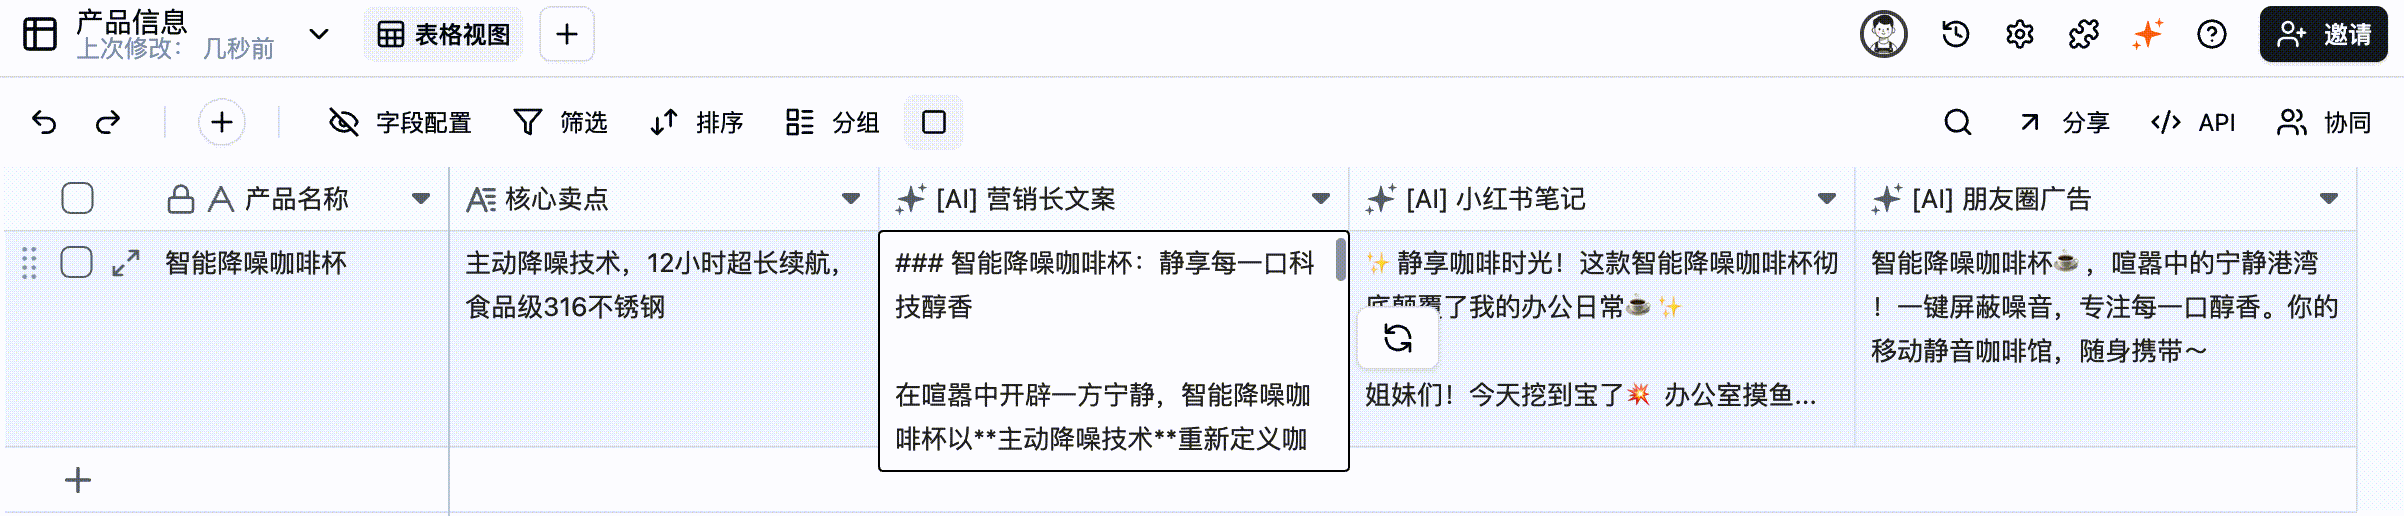 产品信息
上次修改： 几秒前
表格视图
邀请
字段配置
筛选
排序
分组
分享
API
协同
产品名称
核心卖点
[AI] 营销长文案
[AI] 小红书笔记
[AI] 朋友圈广告
智能降噪咖啡杯
主动降噪技术，12小时超长续航，
食品级316不锈钢
### 智能降噪咖啡杯：静享每一口科
技醇香
在喧嚣中开辟一方宁静，智能降噪咖
啡杯以**主动降噪技术**重新定义咖
✨ 静享咖啡时光！这款智能降噪咖啡杯彻
底颠覆了我的办公日常☕✨
姐妹们！今天挖到宝了💥 办公室摸鱼...
智能降噪咖啡杯☕，喧嚣中的宁静港湾
！一键屏蔽噪音，专注每一口醇香。你的
移动静音咖啡馆，随身携带～